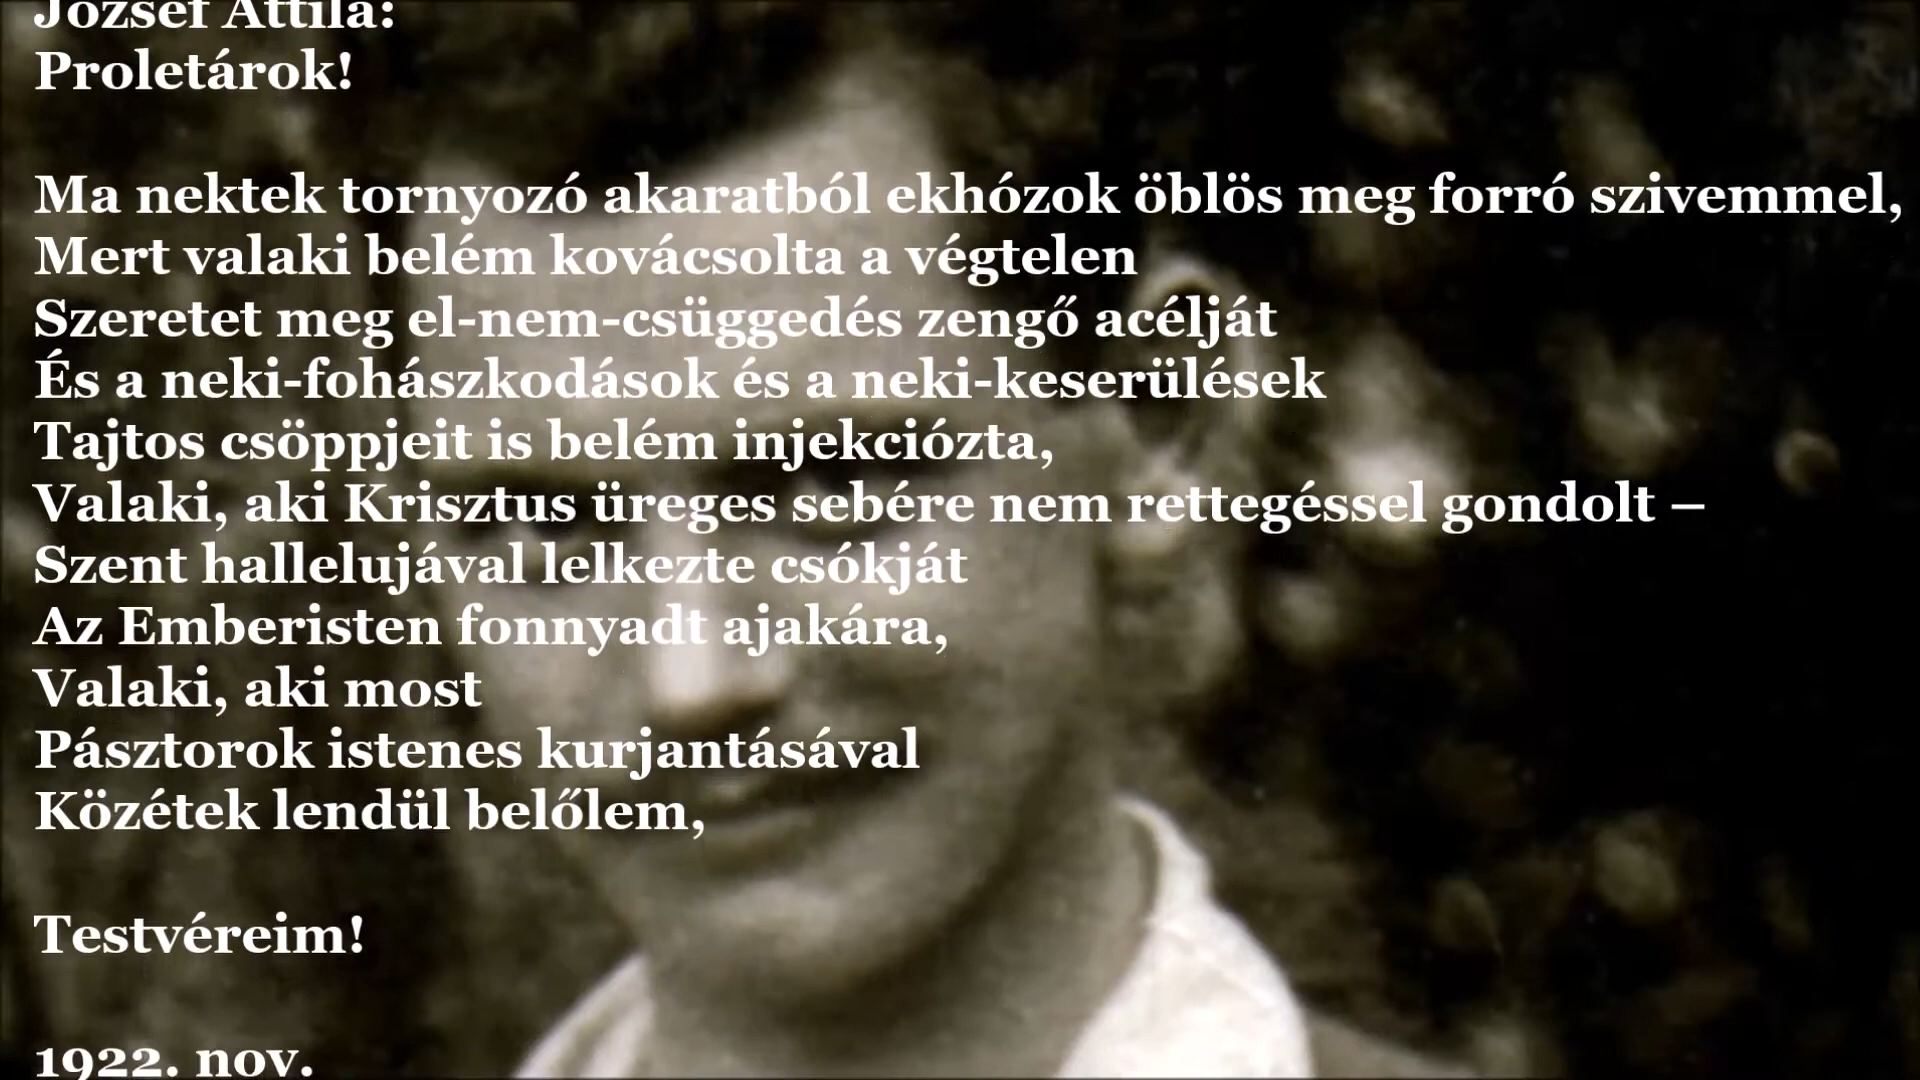 József Attila:
Proletárok!
Ma nektek tornyozó akaratból ekhózok öblös meg forró szivemmel,
Mert valaki belém kovácsolta a végtelen
Szeretet meg el-nem-csüggedés zengő acélját
És a neki-fohászkodások és a neki-keserülések
Tajtos csöppjeit is belém injekciózta,
Valaki, aki Krisztus üreges sebére nem rettegéssel gondolt –
Szent hallelujával lelkezte csókját
Az Emberisten fonnyadt ajakára,
Valaki, aki most
Pásztorok istenes kurjantásával
Közétek lendül belőlem,
Testvéreim!
1922. nov.